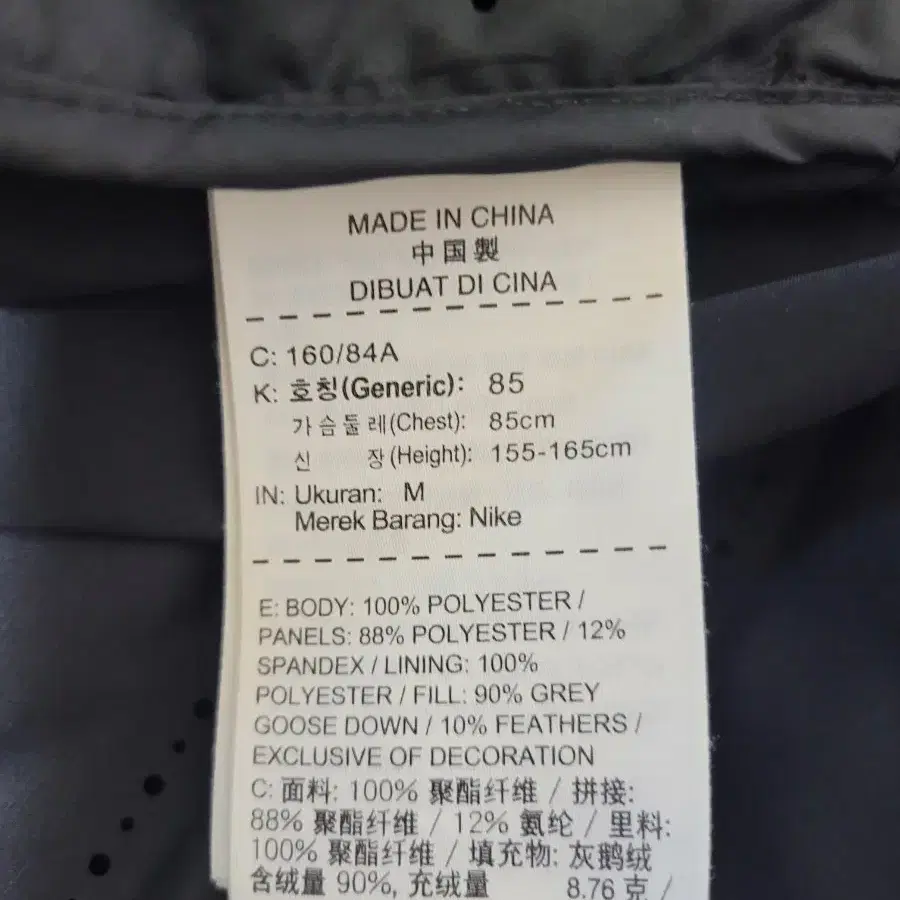 MADE IN CHINA
中国製
DIBUAT DI CINA
C: 160/84A
K: 호칭(Generic): 85
가슴둘레(Chest): 85cm
신 장(Height): 155-165cm
IN: Ukuran: M
Merek Barang: Nike
E: BODY: 100% POLYESTER /
PANELS: 88% POLYESTER / 12%
SPANDEX / LINING: 100%
POLYESTER / FILL: 90% GREY
GOOSE DOWN / 10% FEATHERS /
EXCLUSIVE OF DECORATION
C: 面料: 100% 聚酯纤维 / 拼接:
88% 聚酯纤维 / 12% 氨纶 / 里料:
100% 聚酯纤维 / 填充物: 灰鹅绒
含绒量 90%, 充绒量 8.76 克 /